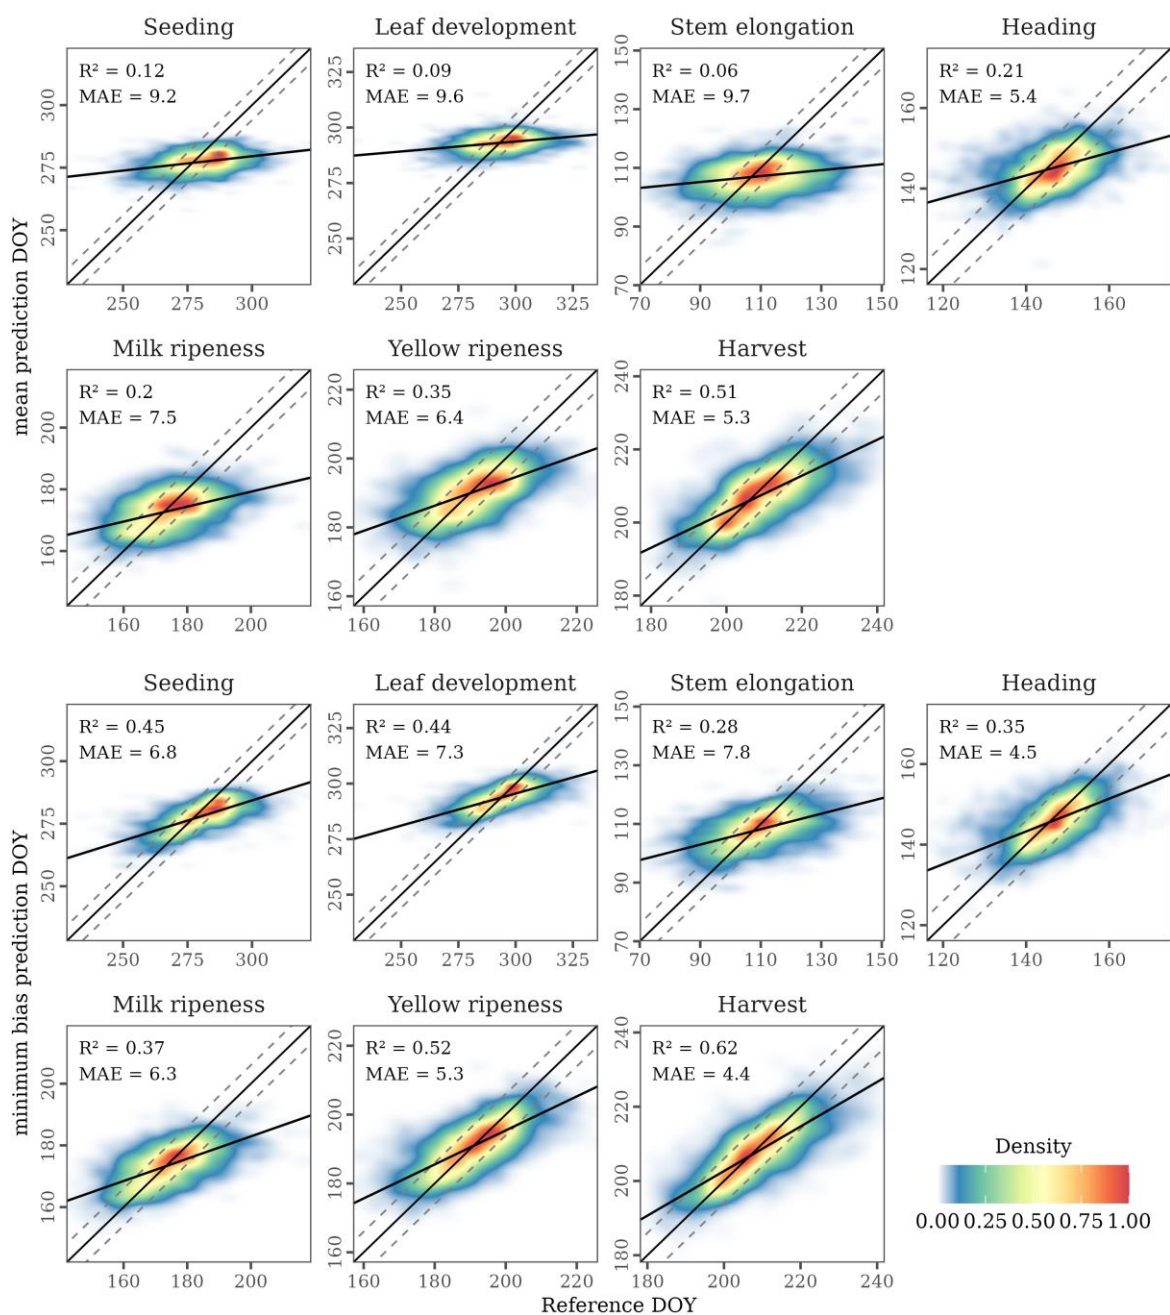 Seeding
Leaf development
Stem elongation
Heading
R² = 0.12
MAE = 9.2
R² = 0.09
MAE = 9.6
R² = 0.06
MAE = 9.7
R² = 0.21
MAE = 5.4
300
275
250
325
300
275
250
150
130
110
90
70
160
140
120
250 275 300
250 275 300 325
70 90 110 130 150
120 140 160
mean prediction DOY
Milk ripeness
Yellow ripeness
Harvest
R² = 0.2
MAE = 7.5
R² = 0.35
MAE = 6.4
R² = 0.51
MAE = 5.3
200
180
160
220
200
180
160
240
220
200
180
160 180 200
160 180 200 220
180 200 220 240
Seeding
Leaf development
Stem elongation
Heading
R² = 0.45
MAE = 6.8
R² = 0.44
MAE = 7.3
R² = 0.28
MAE = 7.8
R² = 0.35
MAE = 4.5
300
275
250
325
300
275
250
150
130
110
90
70
160
140
120
250 275 300
250 275 300 325
70 90 110 130 150
120 140 160
minimum bias prediction DOY
Milk ripeness
Yellow ripeness
Harvest
R² = 0.37
MAE = 6.3
R² = 0.52
MAE = 5.3
R² = 0.62
MAE = 4.4
200
180
160
220
200
180
160
240
220
200
180
160 180 200
160 180 200 220
180 200 220 240
Density
0.00 0.25 0.50 0.75 1.00
Reference DOY